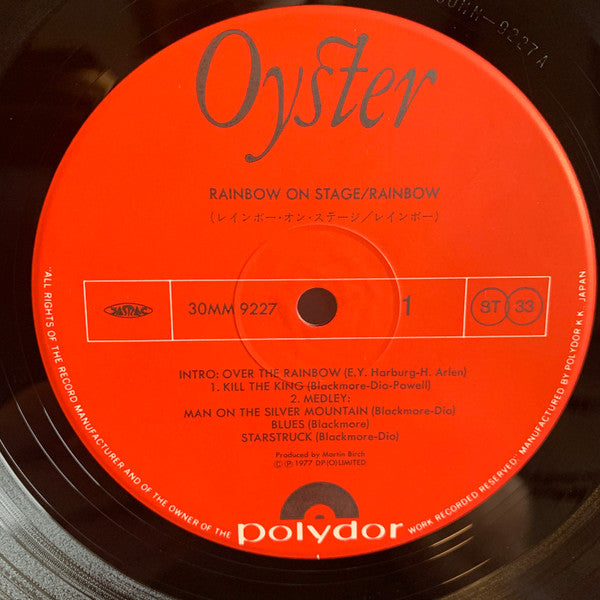 30MM-9227A
Oyster
RAINBOW ON STAGE/RAINBOW
(レインボー・オン・ステージ/レインボー)
JASRAC
30MM 9227
1
ST 33
INTRO: OVER THE RAINBOW (E.Y. Harburg-H. Arlen)
1. KILL THE KING (Blackmore-Dio-Powell)
2. MEDLEY:
MAN ON THE SILVER MOUNTAIN (Blackmore-Dio)
BLUES (Blackmore)
STARSTRUCK (Blackmore-Dio)
Produced by Martin Birch
©℗ 1977 DP(O)LIMITED
polydor
"ALL RIGHTS OF THE RECORD MANUFACTURER AND OF THE OWNER OF THE WORK RECORDED RESERVED." MANUFACTURED BY POLYDOR K.K. JAPAN